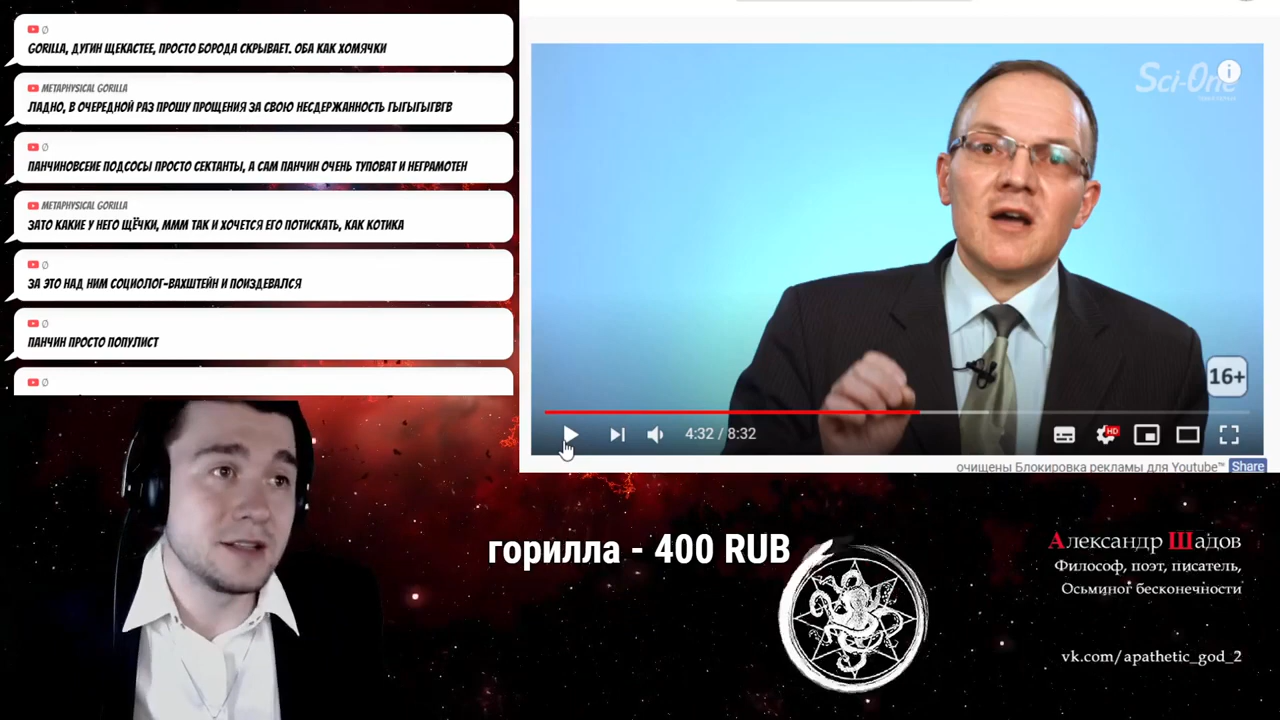 Ø
GORILLA, ДУГИН ЩЕКАСТЕЕ, ПРОСТО БОРОДА СКРЫВАЕТ. ОБА КАК ХОМЯЧКИ
METAPHYSICAL GORILLA
ЛАДНО, В ОЧЕРЕДНОЙ РАЗ ПРОШУ ПРОЩЕНИЯ ЗА СВОЮ НЕСДЕРЖАННОСТЬ ГЫГЫГЫГВГВ
Ø
ПАНЧИНОВСЕИЕ ПОДСОСЫ ПРОСТО СЕКТАНТЫ, А САМ ПАНЧИН ОЧЕНЬ ТУПОВАТ И НЕГРАМОТЕН
METAPHYSICAL GORILLA
ЗАТО КАКИЕ У НЕГО ЩЁЧКИ, МММ ТАК И ХОЧЕТСЯ ЕГО ПОТИСКАТЬ, КАК КОТИКА
Ø
ЗА ЭТО НАД НИМ СОЦИОЛОГ-ВАХШТЕЙН И ПОИЗДЕВАЛСЯ
Ø
ПАНЧИН ПРОСТО ПОПУЛИСТ
Ø
Sci-One
16+
4:32 / 8:32
HD
очищены Блокировка рекламы для Youtube™ Share
горилла - 400 RUB
Александр Шадов
Философ, поэт, писатель,
Осьминог бесконечности
vk.com/apathetic_god_2